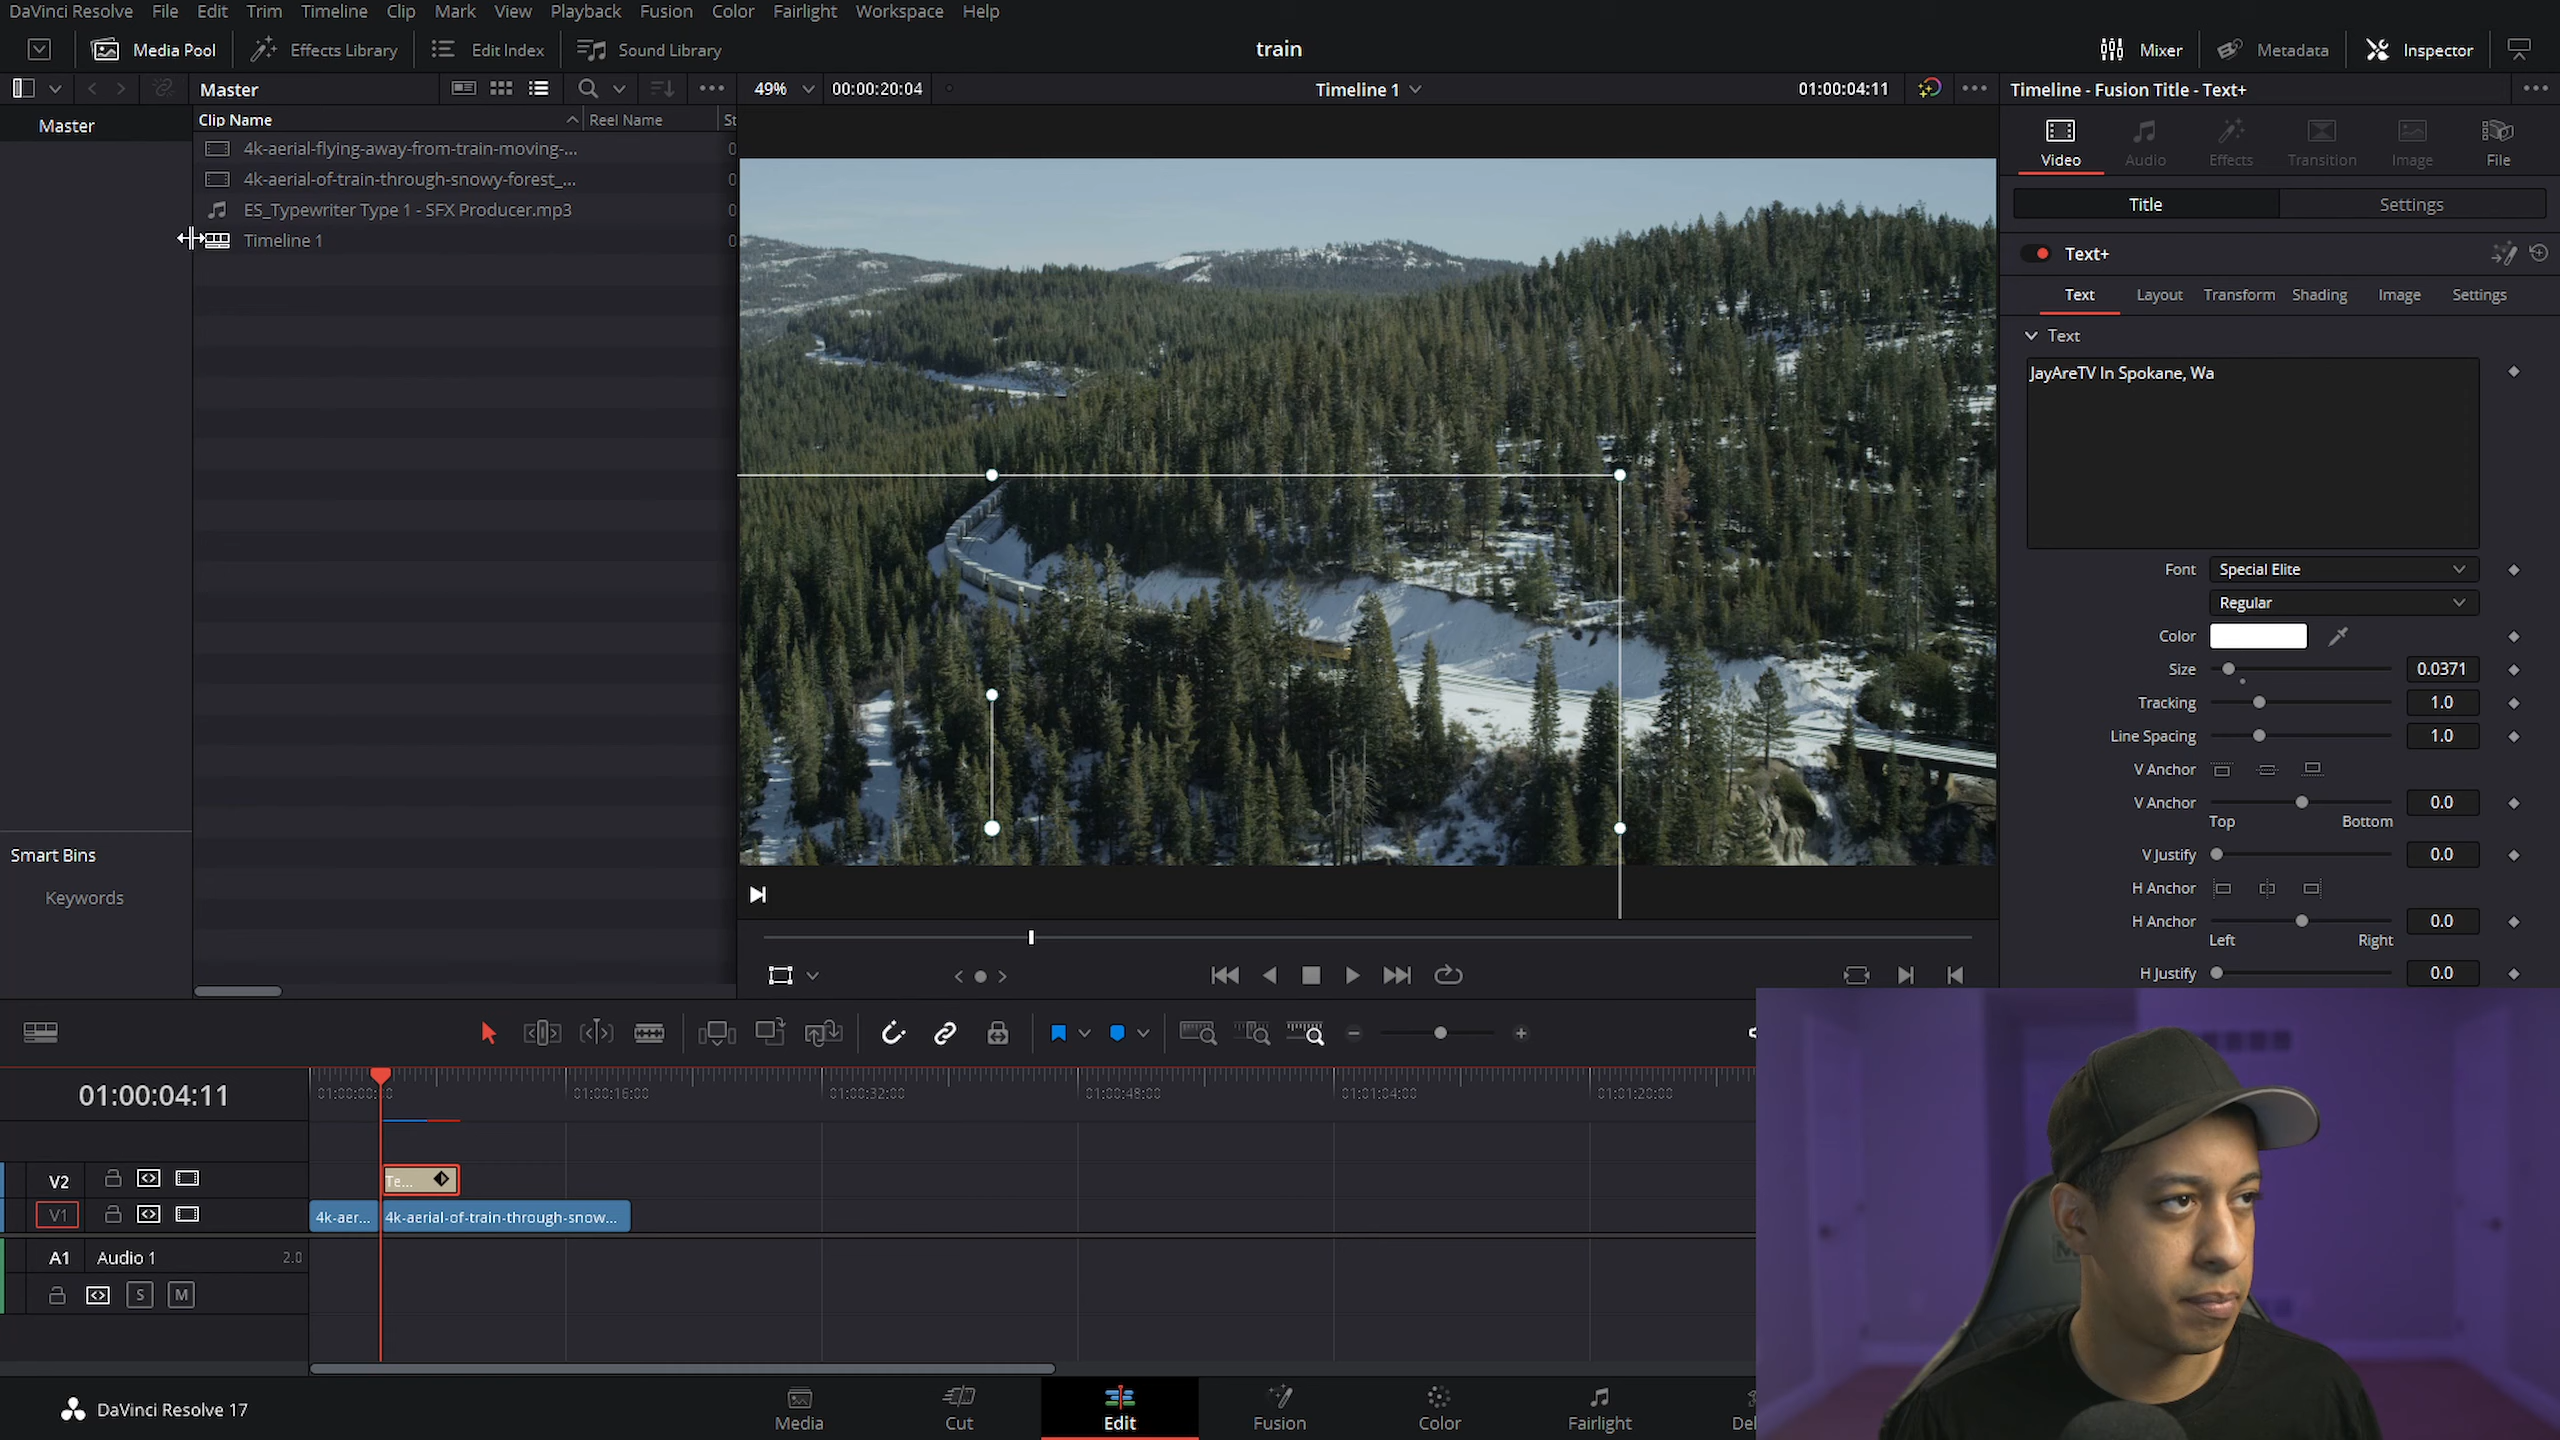 DaVinci Resolve File Edit Trim Timeline Clip Mark View Playback Fusion Color Fairlight Workspace Help
Media Pool Effects Library Edit Index Sound Library train Mixer Metadata Inspector
Master 49% 00:00:20:04 Timeline 1 01:00:04:11 Timeline - Fusion Title - Text+
Master
Clip Name Reel Name St
4k-aerial-flying-away-from-train-moving-...
4k-aerial-of-train-through-snowy-forest_...
ES_Typewriter Type 1 - SFX Producer.mp3
Timeline 1
Smart Bins
Keywords
Video Audio Effects Transition Image File
Title Settings
Text+
Text Layout Transform Shading Image Settings
Text
JayAreTV In Spokane, Wa
Font Special Elite
Regular
Color
Size 0.0371
Tracking 1.0
Line Spacing 1.0
V Anchor
V Anchor 0.0
Top Bottom
V Justify 0.0
H Anchor
H Anchor 0.0
Left Right
H Justify 0.0
01:00:04:11 01:00:16:00 01:00:32:00 01:00:48:00 01:01:04:00 01:01:20:00
V2 Te...
V1 4k-aer... 4k-aerial-of-train-through-snow...
A1 Audio 1 2.0
S M
DaVinci Resolve 17 Media Cut Edit Fusion Color Fairlight